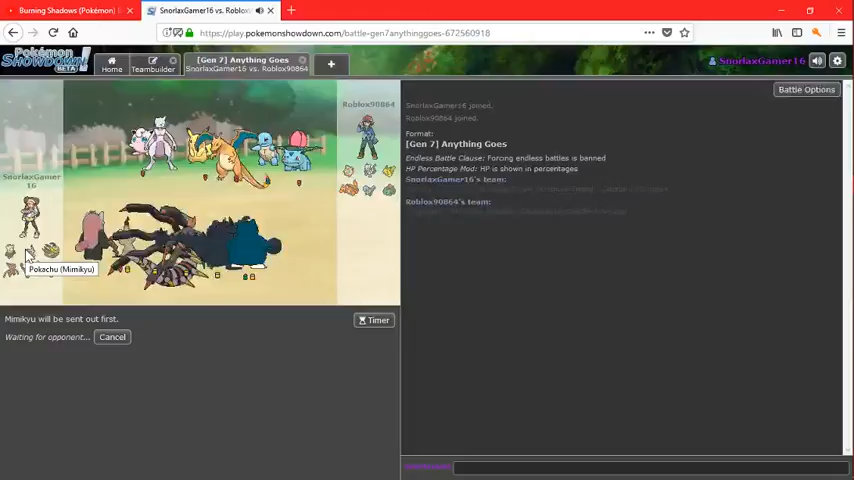 Burning Shadows (Pokémon)
SnorlaxGamer16 vs. Roblox
https://play.pokemonshowdown.com/battle-gen7anythinggoes-672560918
Search
Pokémon
SHOWDOWN!
BETA
Home
Teambuilder
[Gen 7] Anything Goes
SnorlaxGamer16 vs. Roblox90864
SnorlaxGamer16
Battle Options
Roblox90864
SnorlaxGamer
16
Pokachu (Mimikyu)
Mimikyu will be sent out first.
Timer
Waiting for opponent...
Cancel
SnorlaxGamer16 joined.
Roblox90864 joined.
Format:
[Gen 7] Anything Goes
Endless Battle Clause: Forcing endless battles is banned
HP Percentage Mod: HP is shown in percentages
SnorlaxGamer16's team:
Roblox90864's team: